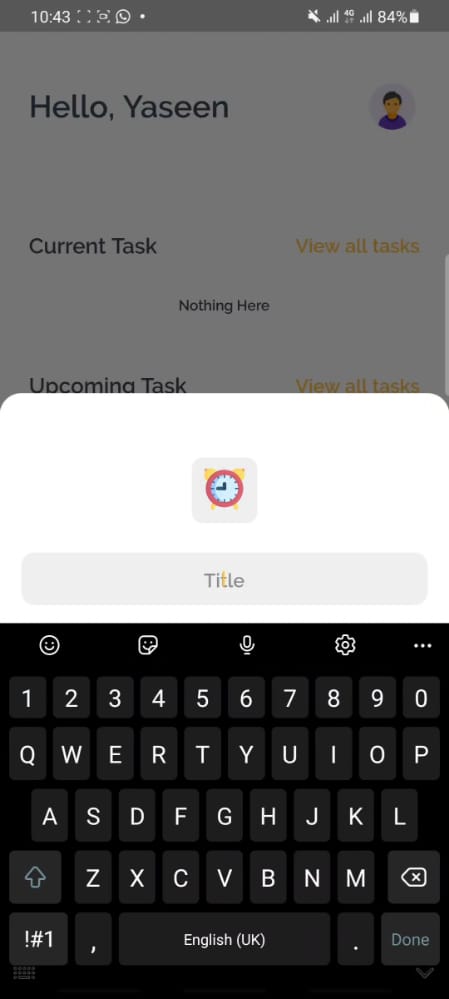 10:43 4G 84%
Hello, Yaseen
Current Task View all tasks
Nothing Here
Upcoming Task View all tasks
Title
1 2 3 4 5 6 7 8 9 0
Q W E R T Y U I O P
A S D F G H J K L
Z X C V B N M
!#1 , English (UK) . Done